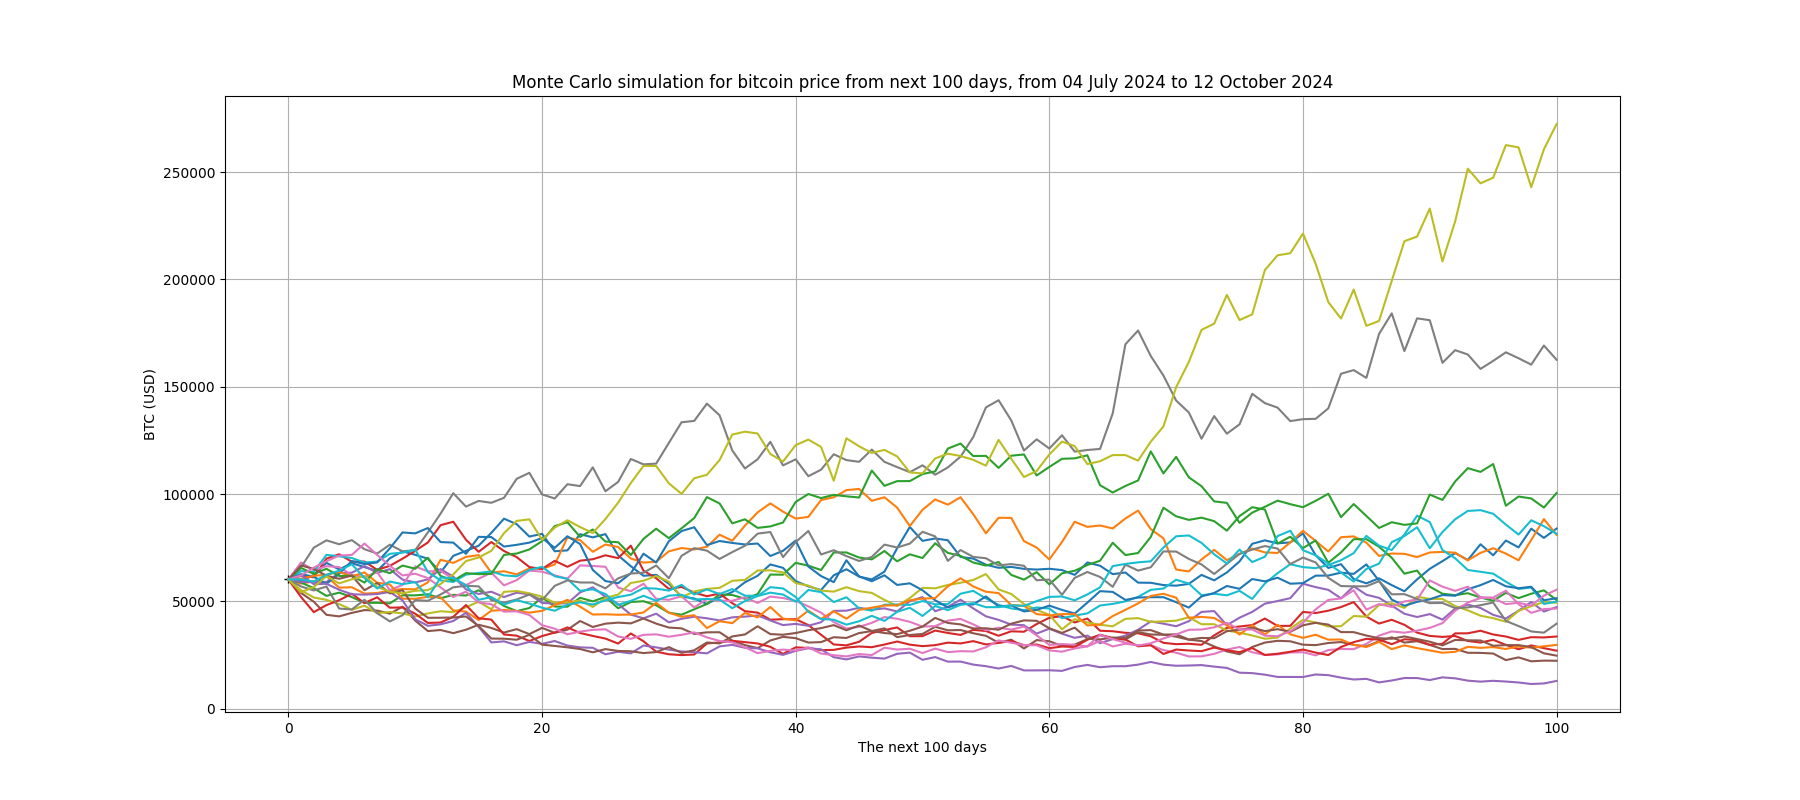 Monte Carlo simulation for bitcoin price from next 100 days, from 04 July 2024 to 12 October 2024
250000
200000
150000
100000
50000
0
BTC (USD)
0 20 40 60 80 100
The next 100 days